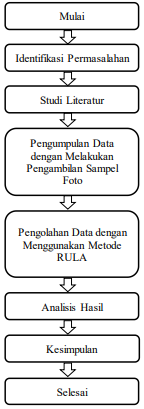 Mulai
Identifikasi Permasalahan
Studi Literatur
Pengumpulan Data
dengan Melakukan
Pengambilan Sampel
Foto
Pengolahan Data dengan
Menggunakan Metode
RULA
Analisis Hasil
Kesimpulan
Selesai